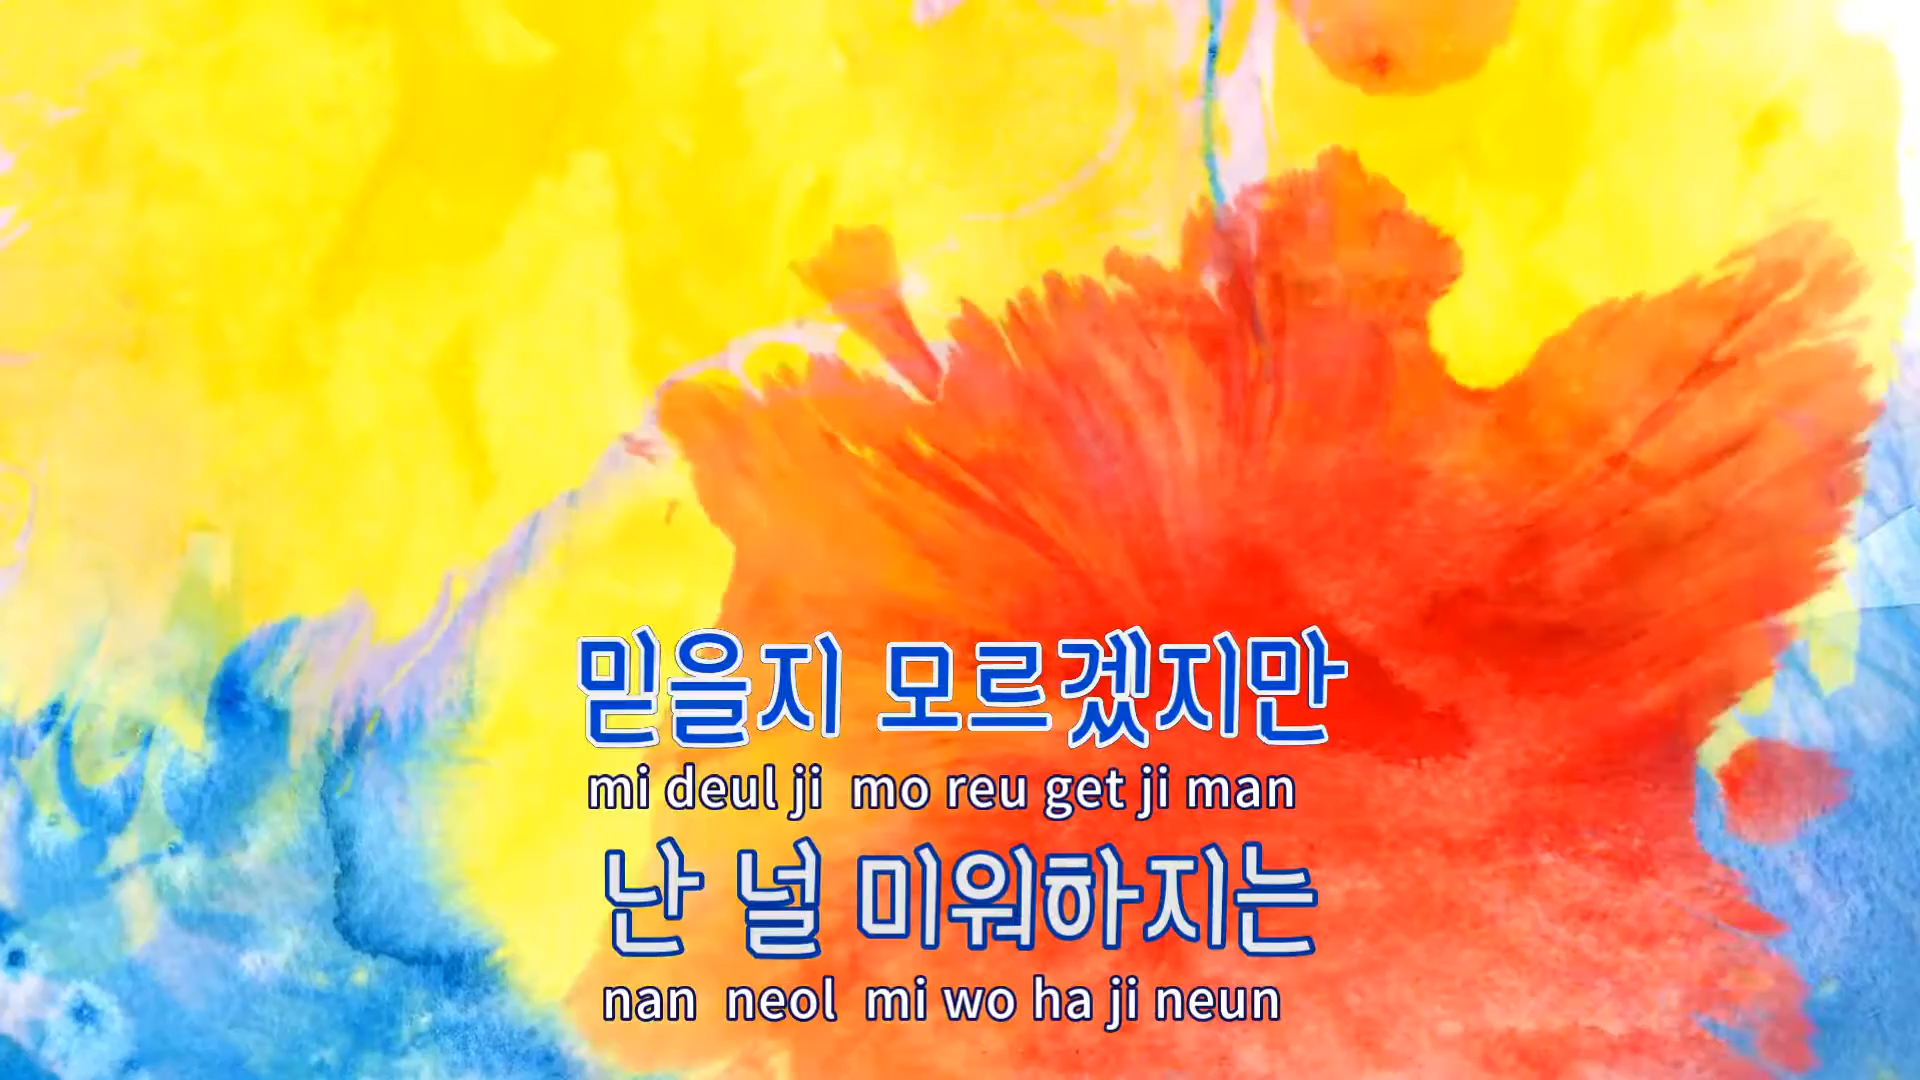 믿을지 모르겠지만
mi deul ji mo reu get ji man
난 널 미워하지는
nan neol mi wo ha ji neun